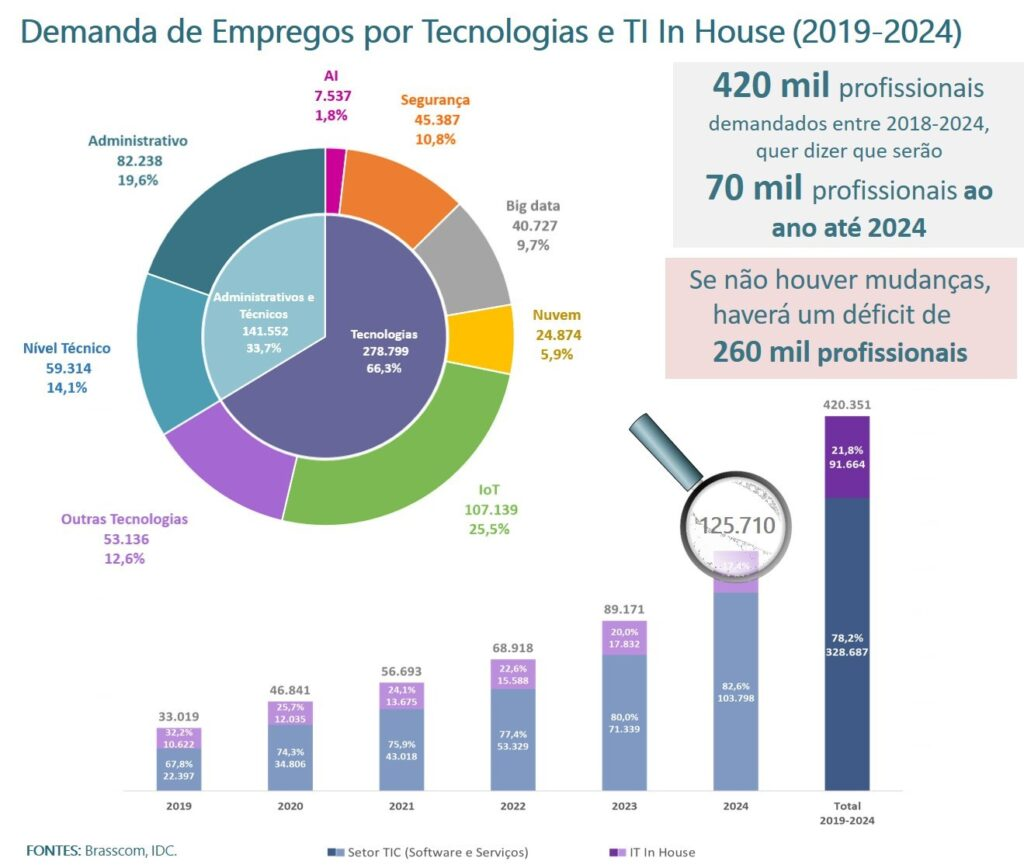 Demanda de Empregos por Tecnologias e TI In House (2019-2024)
AI
7.537
1,8%
Segurança
45.387
10,8%
Administrativo
82.238
19,6%
Big data
40.727
9,7%
Administrativos e
Técnicos
141.552
33,7%
Tecnologias
278.799
66,3%
Nuvem
24.874
5,9%
Nível Técnico
59.314
14,1%
IoT
107.139
25,5%
Outras Tecnologias
53.136
12,6%
420 mil profissionais
demandados entre 2018-2024,
quer dizer que serão
70 mil profissionais ao
ano até 2024
Se não houver mudanças,
haverá um déficit de
260 mil profissionais
33.019
32,2%
10.622
67,8%
22.397
46.841
25,7%
12.035
74,3%
34.806
56.693
24,1%
13.675
75,9%
43.018
68.918
22,6%
15.588
77,4%
53.329
89.171
20,0%
17.832
80,0%
71.339
125.710
17,4%
82,6%
103.798
420.351
21,8%
91.664
78,2%
328.687
2019
2020
2021
2022
2023
2024
Total
2019-2024
FONTES: Brasscom, IDC.
Setor TIC (Software e Serviços)
IT In House